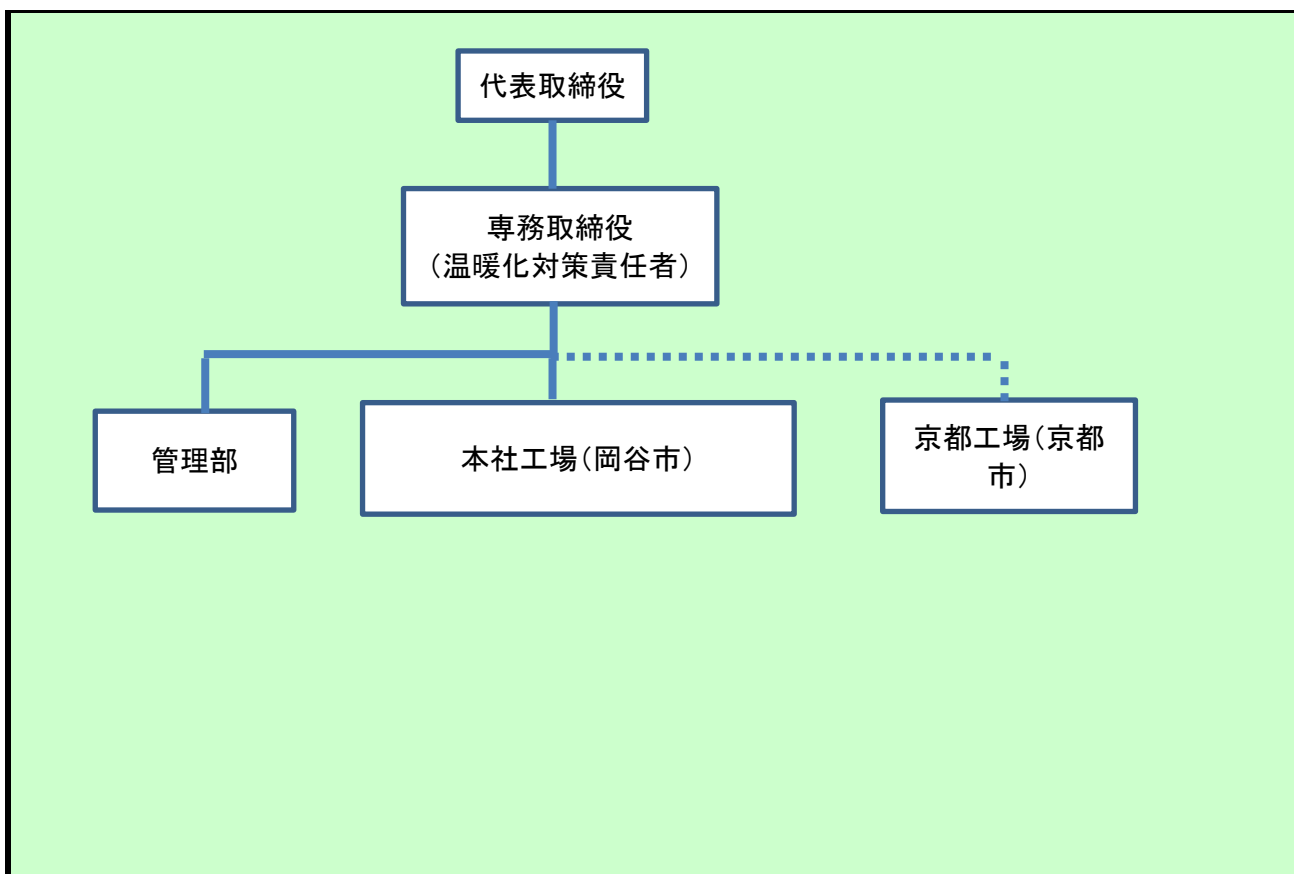 代表取締役
専務取締役
（温暖化対策責任者）
管理部
本社工場（岡谷市）
京都工場（京都
市）